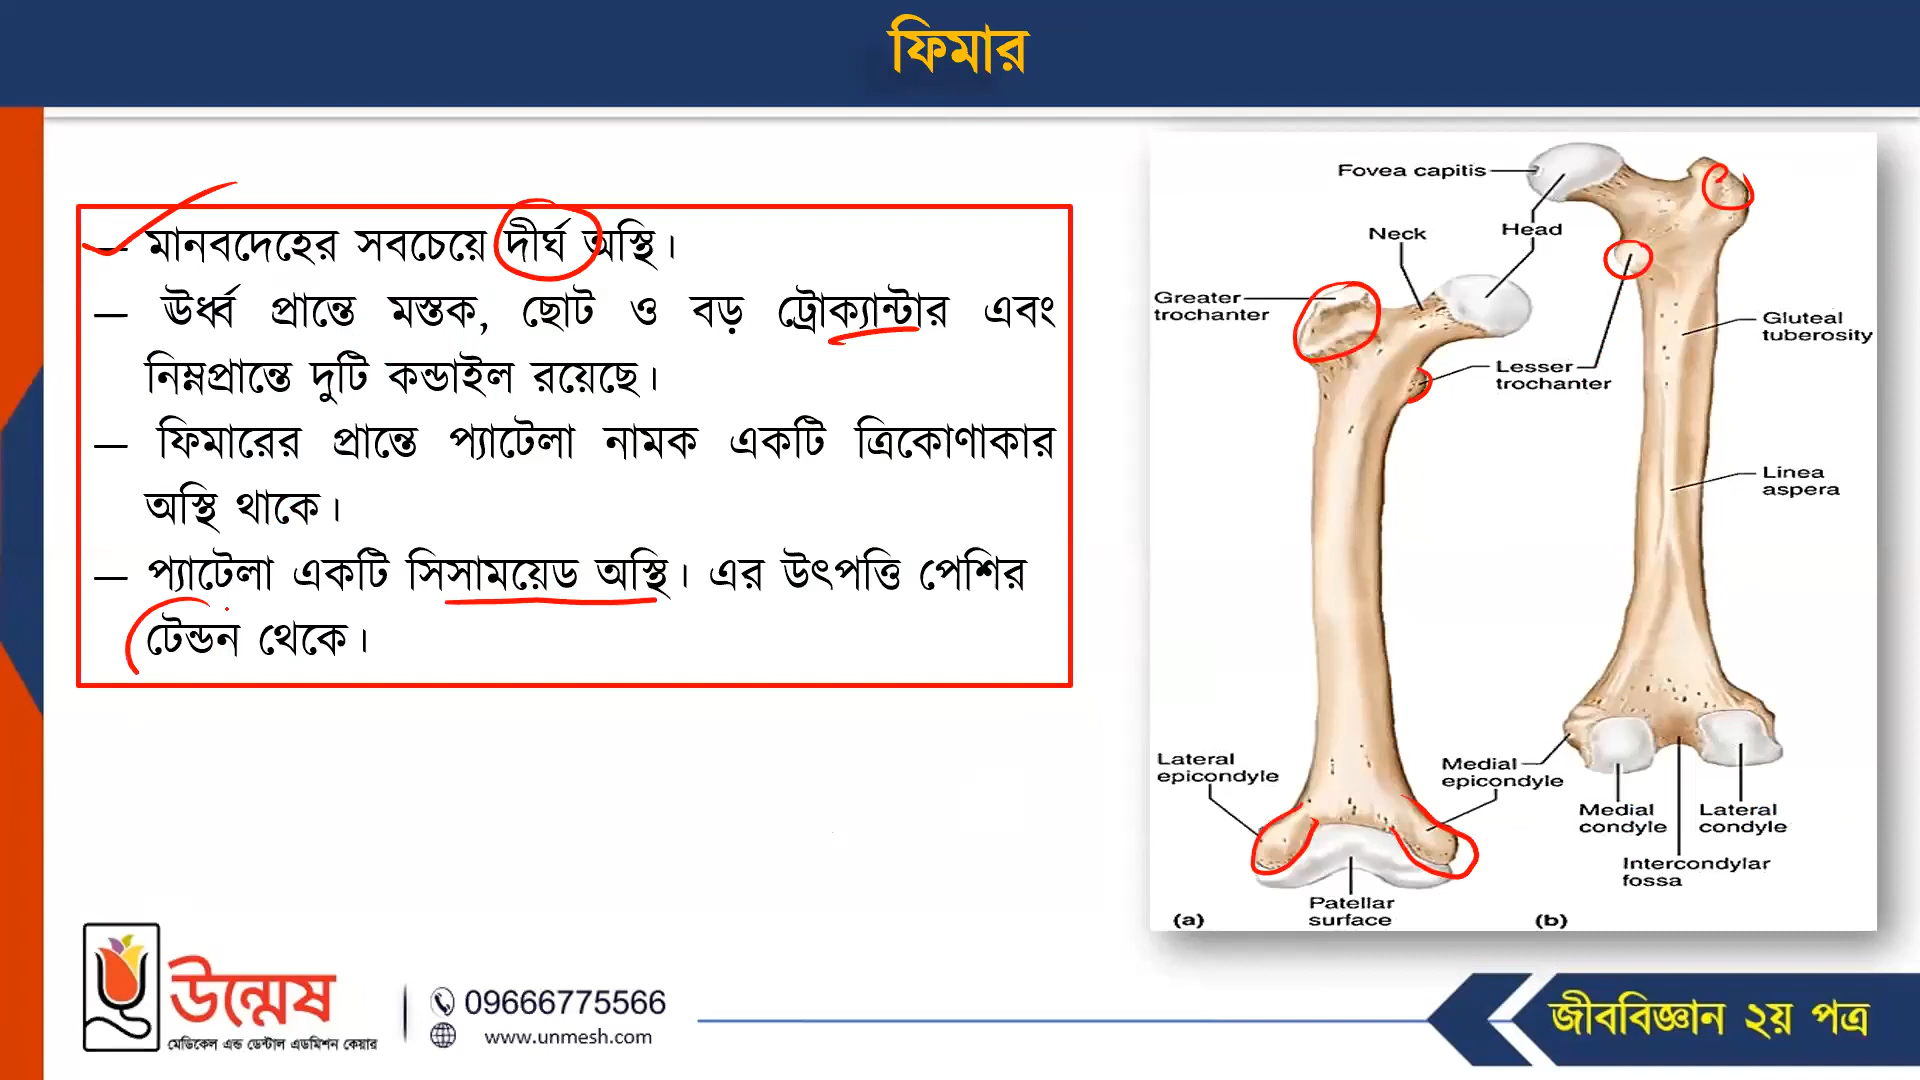 ফিমার
– মানবদেহের সবচেয়ে দীর্ঘ অস্থি।
– ঊর্ধ্ব প্রান্তে মস্তক, ছোট ও বড় ট্রোক্যান্টার এবং
নিম্নপ্রান্তে দুটি কন্ডাইল রয়েছে।
– ফিমারের প্রান্তে প্যাটেলা নামক একটি ত্রিকোণাকার
অস্থি থাকে।
– প্যাটেলা একটি সিসাময়েড অস্থি। এর উৎপত্তি পেশির
টেন্ডন থেকে।
Fovea capitis
Head
Neck
Greater
trochanter
Lesser
trochanter
Gluteal
tuberosity
Linea
aspera
Lateral
epicondyle
Medial
epicondyle
Medial
condyle
Lateral
condyle
Intercondylar
fossa
Patellar
surface
(a)
(b)
উন্মেষ
মেডিকেল এন্ড ডেন্টাল এডমিশন কেয়ার
09666775566
www.unmesh.com
জীববিজ্ঞান ২য় পত্র